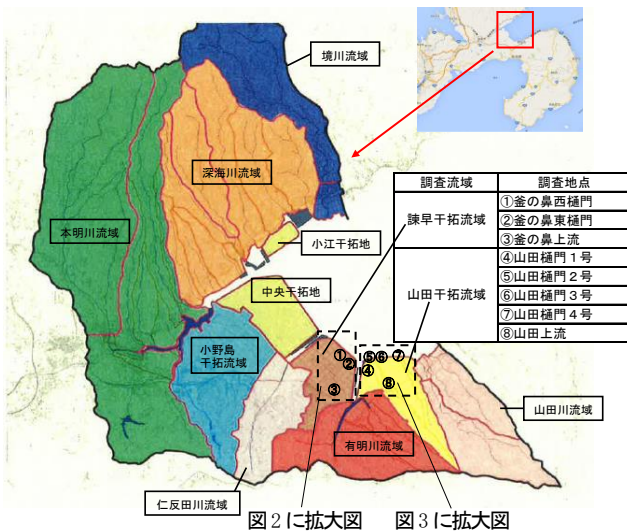 境川流域
深海川流域
本明川流域
小江干拓地
中央干拓地
小野島
干拓流域
調査流域 調査地点
諫早干拓流域
①釜の鼻西樋門
②釜の鼻東樋門
③釜の鼻上流
山田干拓流域
④山田樋門1号
⑤山田樋門2号
⑥山田樋門3号
⑦山田樋門4号
⑧山田上流
① ②
③
⑤ ⑥ ⑦
④
⑧
山田川流域
有明川流域
仁反田川流域
図2に拡大図
図3に拡大図